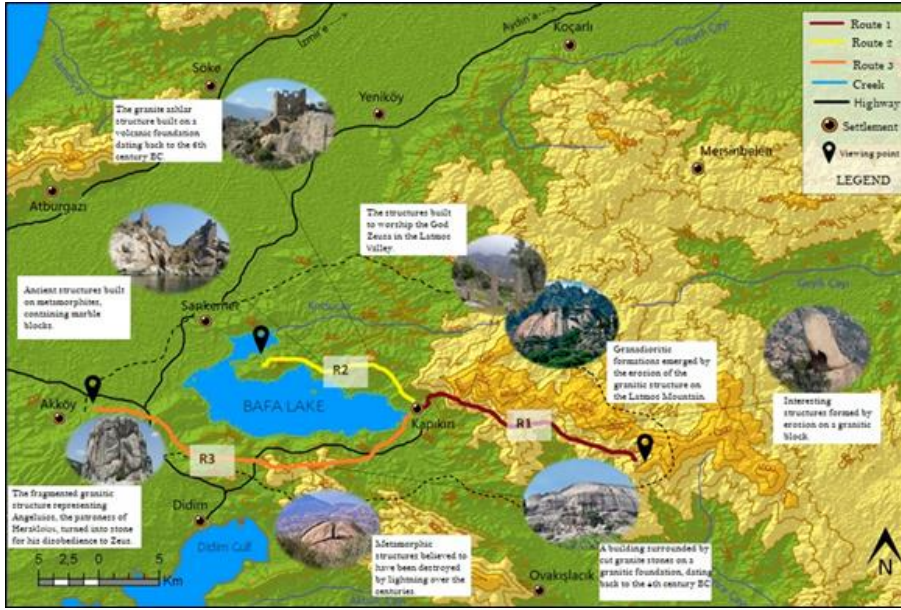 İzmir'e
Aydın'a
Koçarlı
Söke
Yeniköy
Mersinbelen
Atburgazı
Route 1
Route 2
Route 3
Creek
Highway
Settlement
Viewing point
LEGEND
The granite ashlar
structure built on a
volcanic foundation
dating back to the 6th
century BC.
The structures built
to worship the God
Zeuss in the Latmos
Valley.
Ancient structures built
on metamorphites,
containing marble
blocks.
Granadioritic
formations emerged by
the erosion of the
granitic structure on
the Latmos Mountain.
Interesting
structures formed by
erosion on a granitic
block.
R2
BAFA LAKE
Akköy
Kapıkırı
R1
R3
The fragmented granitic
structure representing
the patroness of
turned into stone
for his disobedience to Zeus.
Didim
Didim Gulf
Metamorphic
structures believed to
have been destroyed
by lightning over the
centuries.
A building surrounded by
cut granite stones on a
granitic foundation, dating
back to the 4th century BC
Ovakışlacık
5 2,5 5
Km
N